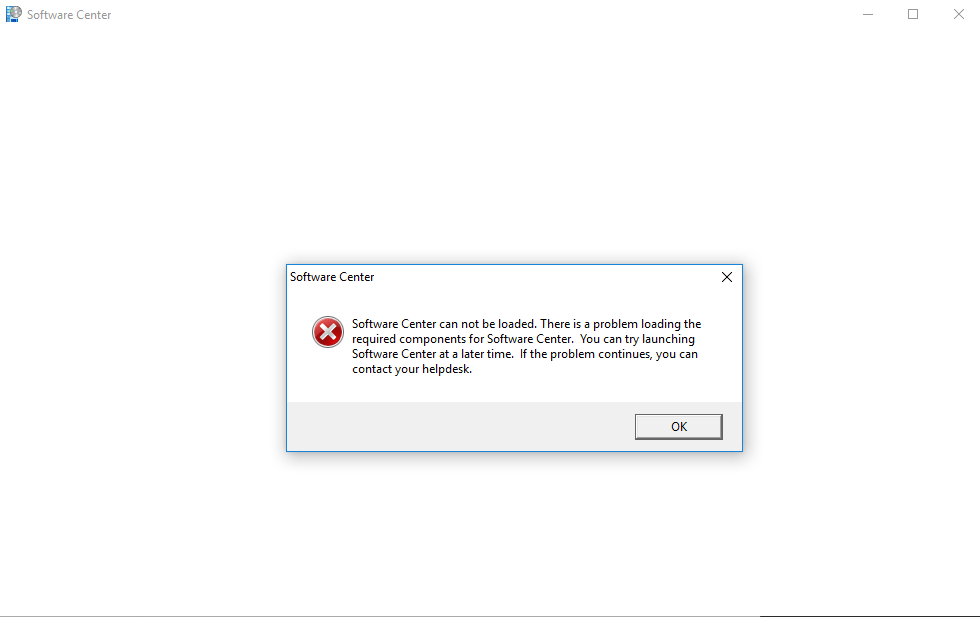 Software Center
Software Center
Software Center can not be loaded. There is a problem loading the
required components for Software Center.  You can try launching
Software Center at a later time.  If the problem continues, you can
contact your helpdesk.
OK